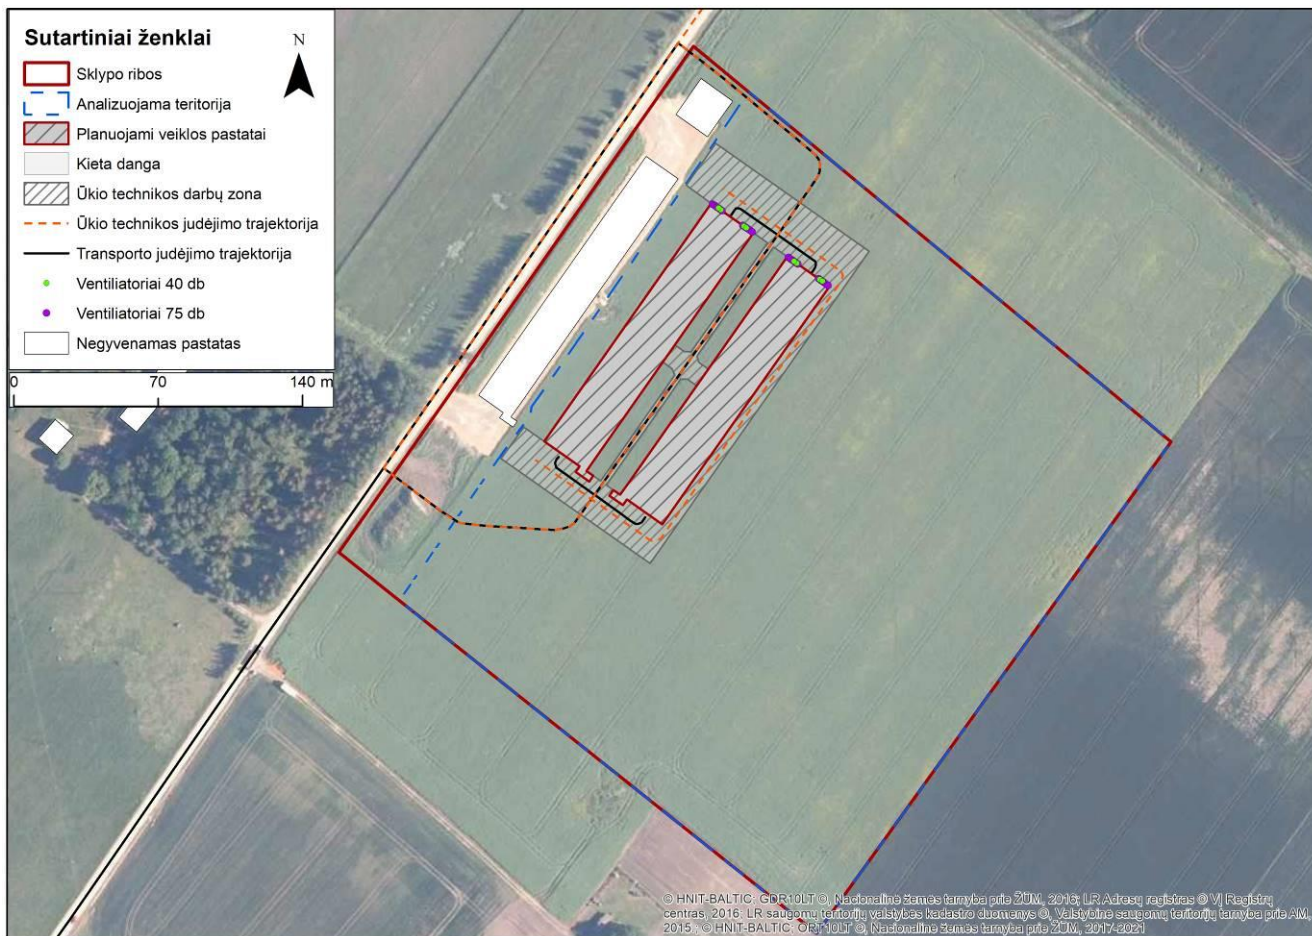 Sutartiniai ženklai
N
Sklypo ribos
Analizuojama teritorija
Planuojami veiklos pastatai
Kieta danga
Ūkio technikos darbų zona
Ūkio technikos judėjimo trajektorija
Transporto judėjimo trajektorija
Ventiliatoriai 40 db
Ventiliatoriai 75 db
Negyvenamas pastatas
0 70 140 m
© HNIT-BALTIC; GDR10LT ©, Nacionalinė žemės tarnyba prie ŽŪM, 2016; LR Adresų registras © VĮ Registrų
centras, 2016; LR saugomų teritorijų valstybės kadastro duomenys ©, Valstybinė saugomų teritorijų tarnyba prie AM,
2015 ; © HNIT-BALTIC; ORT10LT ©, Nacionalinė žemės tarnyba prie ŽŪM, 2017-2021